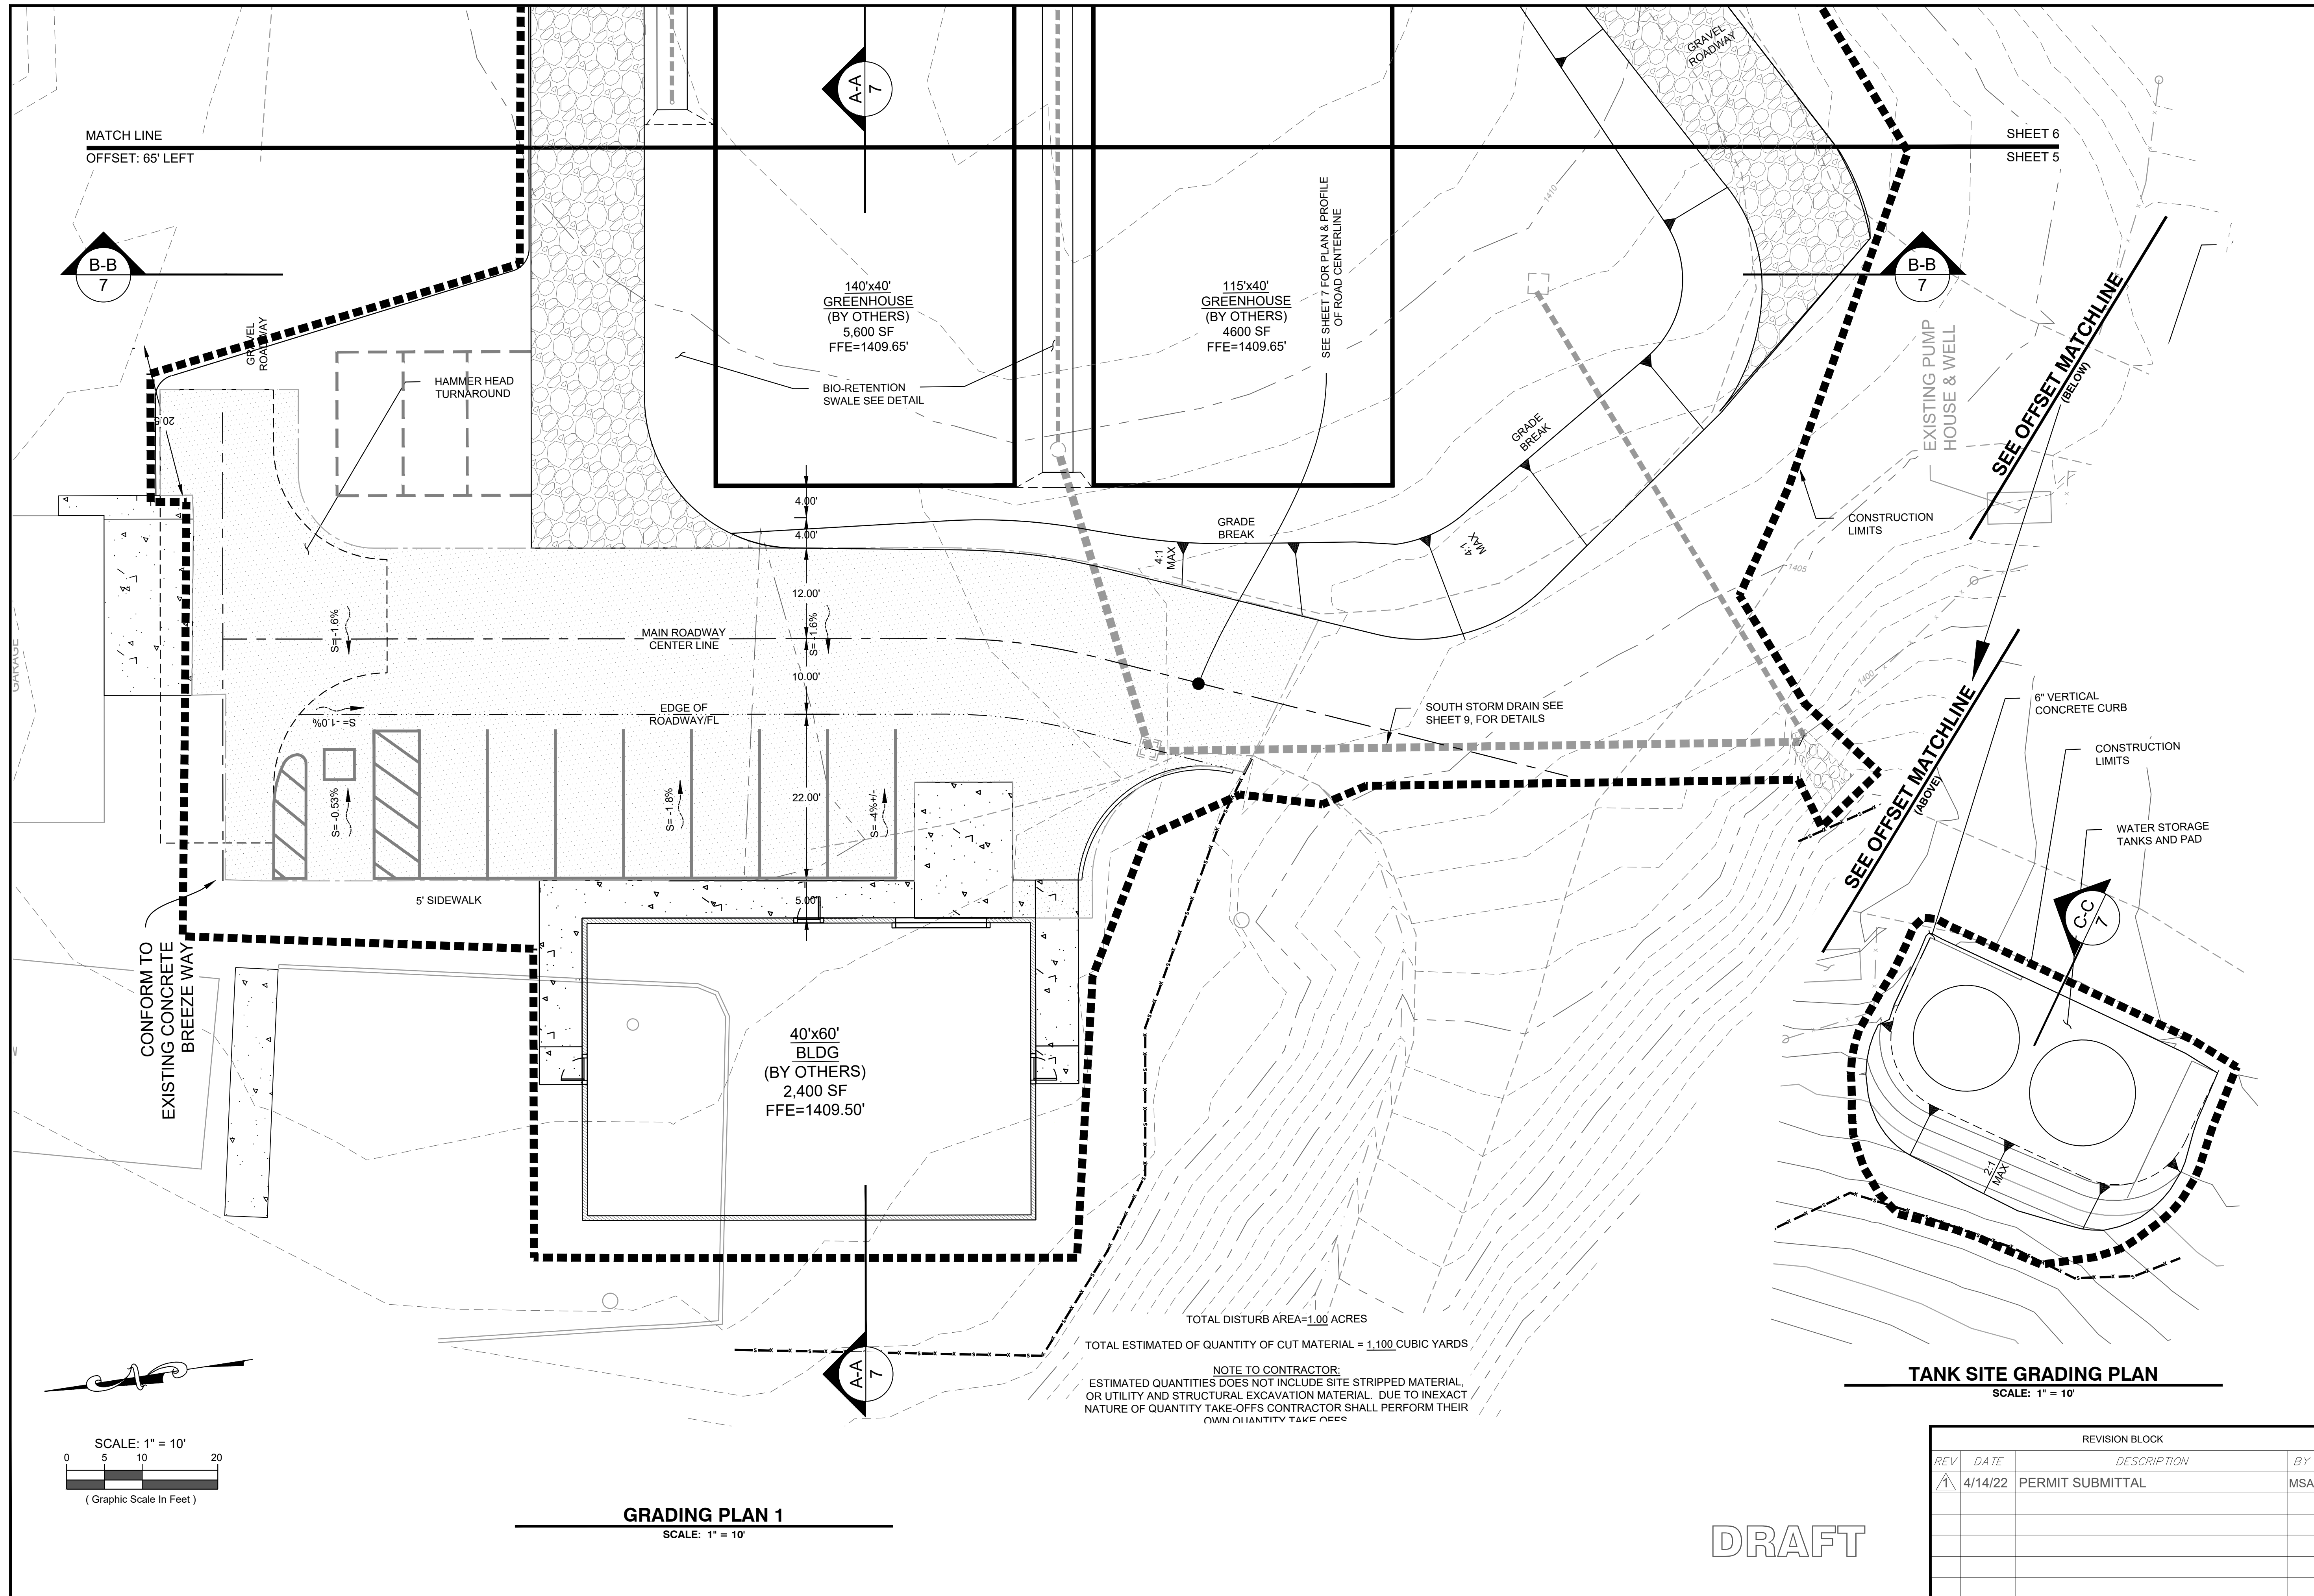 GRAVEL
ROADWAY
A-A
7
MATCH LINE
OFFSET: 65' LEFT
SHEET 6
SHEET 5
B-B
7
140'x40'
GREENHOUSE
(BY OTHERS)
5,600 SF
FFE=1409.65'
115'x40'
GREENHOUSE
(BY OTHERS)
4600 SF
FFE=1409.65'
SEE SHEET 7 FOR PLAN & PROFILE
OF ROAD CENTERLINE
1410
B-B
7
EXISTING PUMP
HOUSE & WELL
SEE OFFSET MATCHLINE
(BELOW)
GRAVEL
ROADWAY
HAMMER HEAD
TURNAROUND
BIO-RETENTION
SWALE SEE DETAIL
20.5
GRADE
BREAK
4.00'
4.00'
GRADE
BREAK
4:1
MAX
4:1
MAX
CONSTRUCTION
LIMITS
1405
12.00'
S=-1.6%
S=-1.6%
MAIN ROADWAY
CENTER LINE
10.00'
GARAGE
1400
EDGE OF
ROADWAY/FL
S= -1.0%
SOUTH STORM DRAIN SEE
SHEET 9, FOR DETAILS
6" VERTICAL
CONCRETE CURB
CONSTRUCTION
LIMITS
SEE OFFSET MATCHLINE
(ABOVE)
S= -0.53%
S= -1.8%
22.00'
S= -4%+/-
WATER STORAGE
TANKS AND PAD
C-C
7
5' SIDEWALK
5.00'
CONFORM TO
EXISTING CONCRETE
BREEZE WAY
40'x60'
BLDG
(BY OTHERS)
2,400 SF
FFE=1409.50'
2:1
MAX
A-A
7
TOTAL DISTURB AREA=1.00 ACRES
TOTAL ESTIMATED OF QUANTITY OF CUT MATERIAL = 1,100 CUBIC YARDS
NOTE TO CONTRACTOR:
ESTIMATED QUANTITIES DOES NOT INCLUDE SITE STRIPPED MATERIAL,
OR UTILITY AND STRUCTURAL EXCAVATION MATERIAL. DUE TO INEXACT
NATURE OF QUANTITY TAKE-OFFS CONTRACTOR SHALL PERFORM THEIR
OWN QUANTITY TAKE OFFS
TANK SITE GRADING PLAN
SCALE: 1" = 10'
N
SCALE: 1" = 10'
0 5 10 20
( Graphic Scale In Feet )
GRADING PLAN 1
SCALE: 1" = 10'
DRAFT
REVISION BLOCK
REV DATE DESCRIPTION BY
1 4/14/22 PERMIT SUBMITTAL MSA